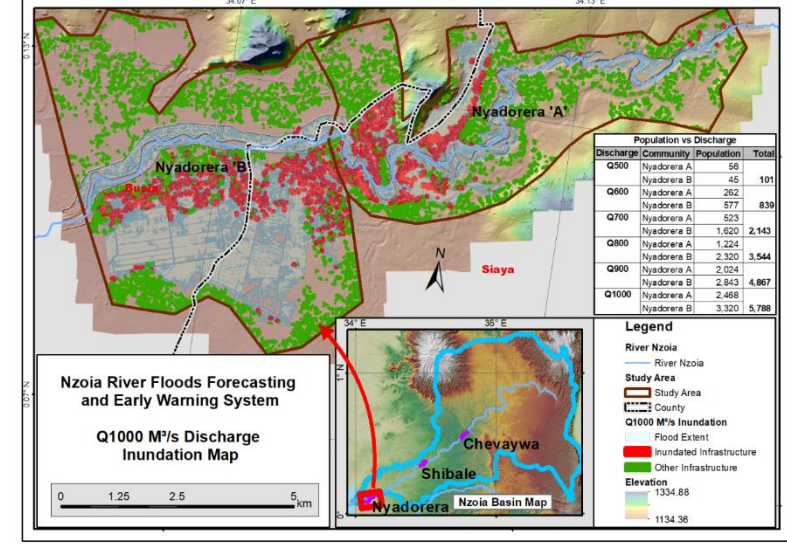 34.07° E
34.13° E
0.13° N
Nyadorera 'A'
Nyadorera 'B'
Busia
Population vs Discharge
Discharge Community Population Total
Q500 Nyadorera A 56
Nyadorera B 45 101
Q600 Nyadorera A 262
Nyadorera B 577 839
Q700 Nyadorera A 523
Nyadorera B 1,620 2,143
Q800 Nyadorera A 1,224
Nyadorera B 2,320 3,544
Q900 Nyadorera A 2,024
Nyadorera B 2,843 4,867
Q1000 Nyadorera A 2,468
Nyadorera B 3,320 5,788
N
Siaya
0.07° N
Nzoia River Floods Forecasting
and Early Warning System
Q1000 M³/s Discharge
Inundation Map
0 1.25 2.5 5
km
34° E
35° E
1° N
0°
Chevaywa
Shibale
Nyadorera
Nzoia Basin Map
Legend
River Nzoia
River Nzoia
Study Area
Study Area
County
Q1000 M³/s Inundation
Flood Extent
Inundated Infrastructure
Other Infrastructure
Elevation
1334.88
1134.36